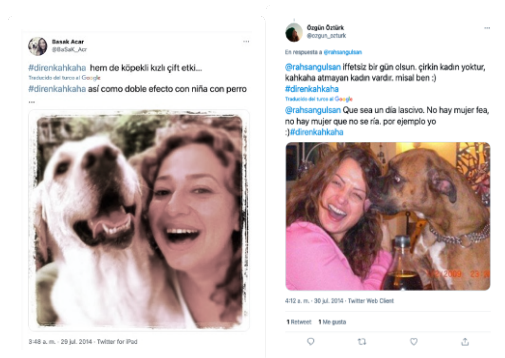 Basak Acar
@BaSaK_Acr
#direnkahkaha hem de köpekli kızlı çift etki...
Traducido del turco al Google
#direnkahkaha así como doble efecto con niña con perro
...
3:48 a. m. · 29 jul. 2014 · Twitter for iPad
Özgün Öztürk
@ozgun_ozturk
En respuesta a @rahsangulsan
@rahsangulsan iffetsiz bir gün olsun. çirkin kadın yoktur,
kahkaha atmayan kadın vardır. misal ben :)
#direnkahkaha
Traducido del turco al Google
@rahsangulsan Que sea un día lascivo. No hay mujer fea,
no hay mujer que no se ría. por ejemplo yo
:)#direnkahkaha
4:12 a. m. · 30 jul. 2014 · Twitter Web Client
1 Retweet 1 Me gusta